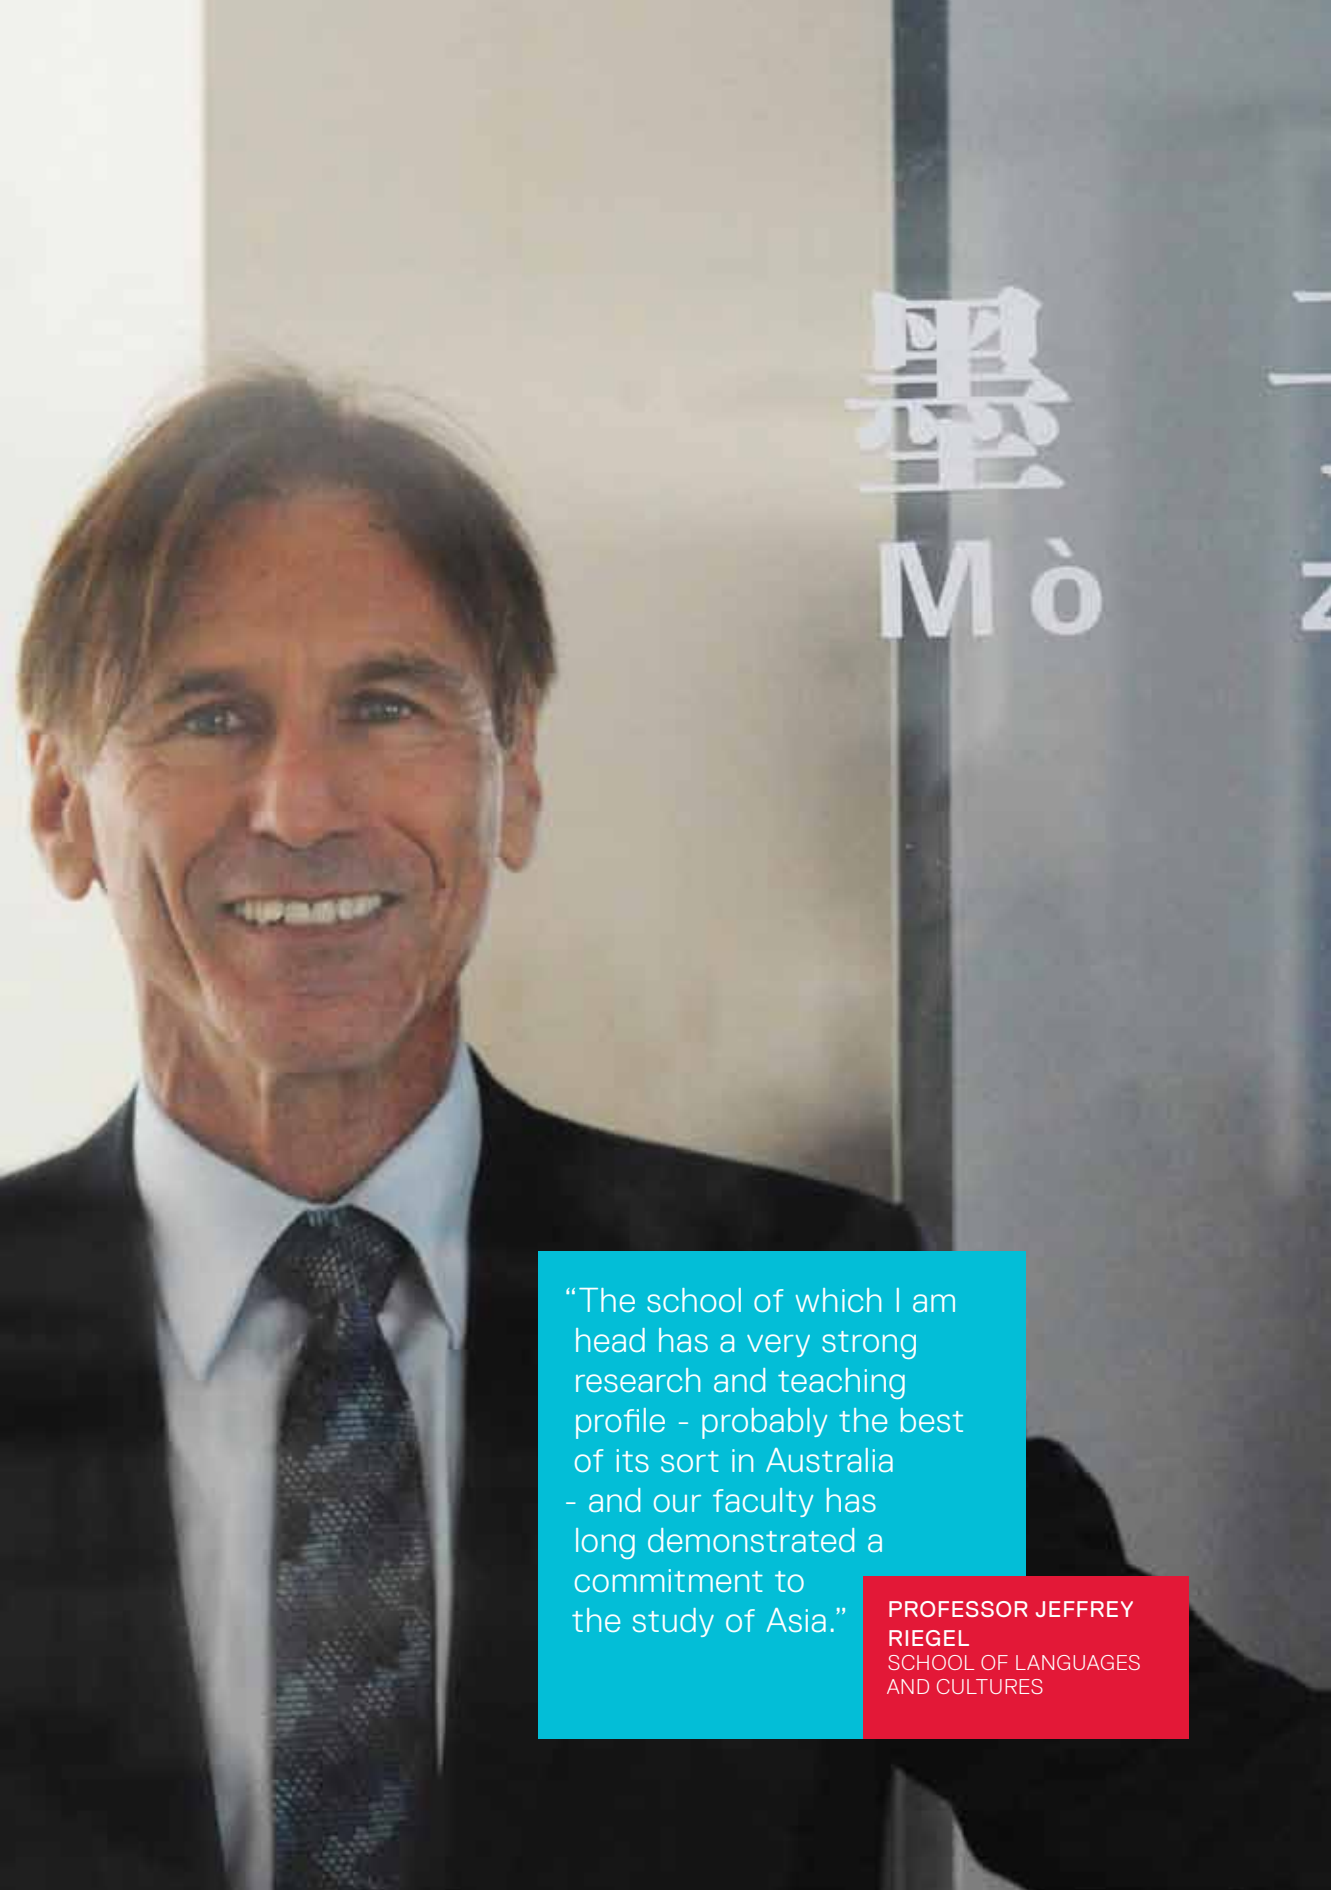 墨
Mò
“The school of which I am
head has a very strong
research and teaching
profile - probably the best
of its sort in Australia
- and our faculty has
long demonstrated a
commitment to
the study of Asia.”
PROFESSOR JEFFREY
RIEGEL
SCHOOL OF LANGUAGES
AND CULTURES